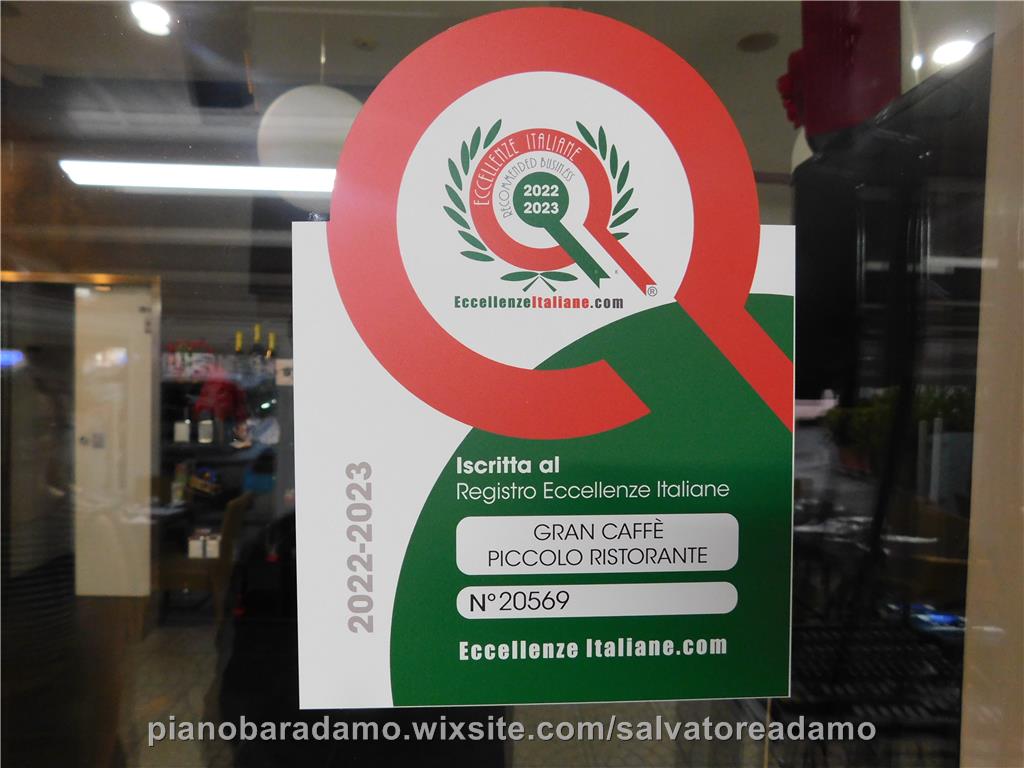 ECCELLENZE ITALIANE
RECOMMENDED BUSINESS
2022
2023
®
EccellenzeItaliane.com
Iscritta al
Registro Eccellenze Italiane
GRAN CAFFÈ
PICCOLO RISTORANTE
N° 20569
Eccellenze Italiane.com
2022-2023
pianobaradamo.wixsite.com/salvatoreadamo